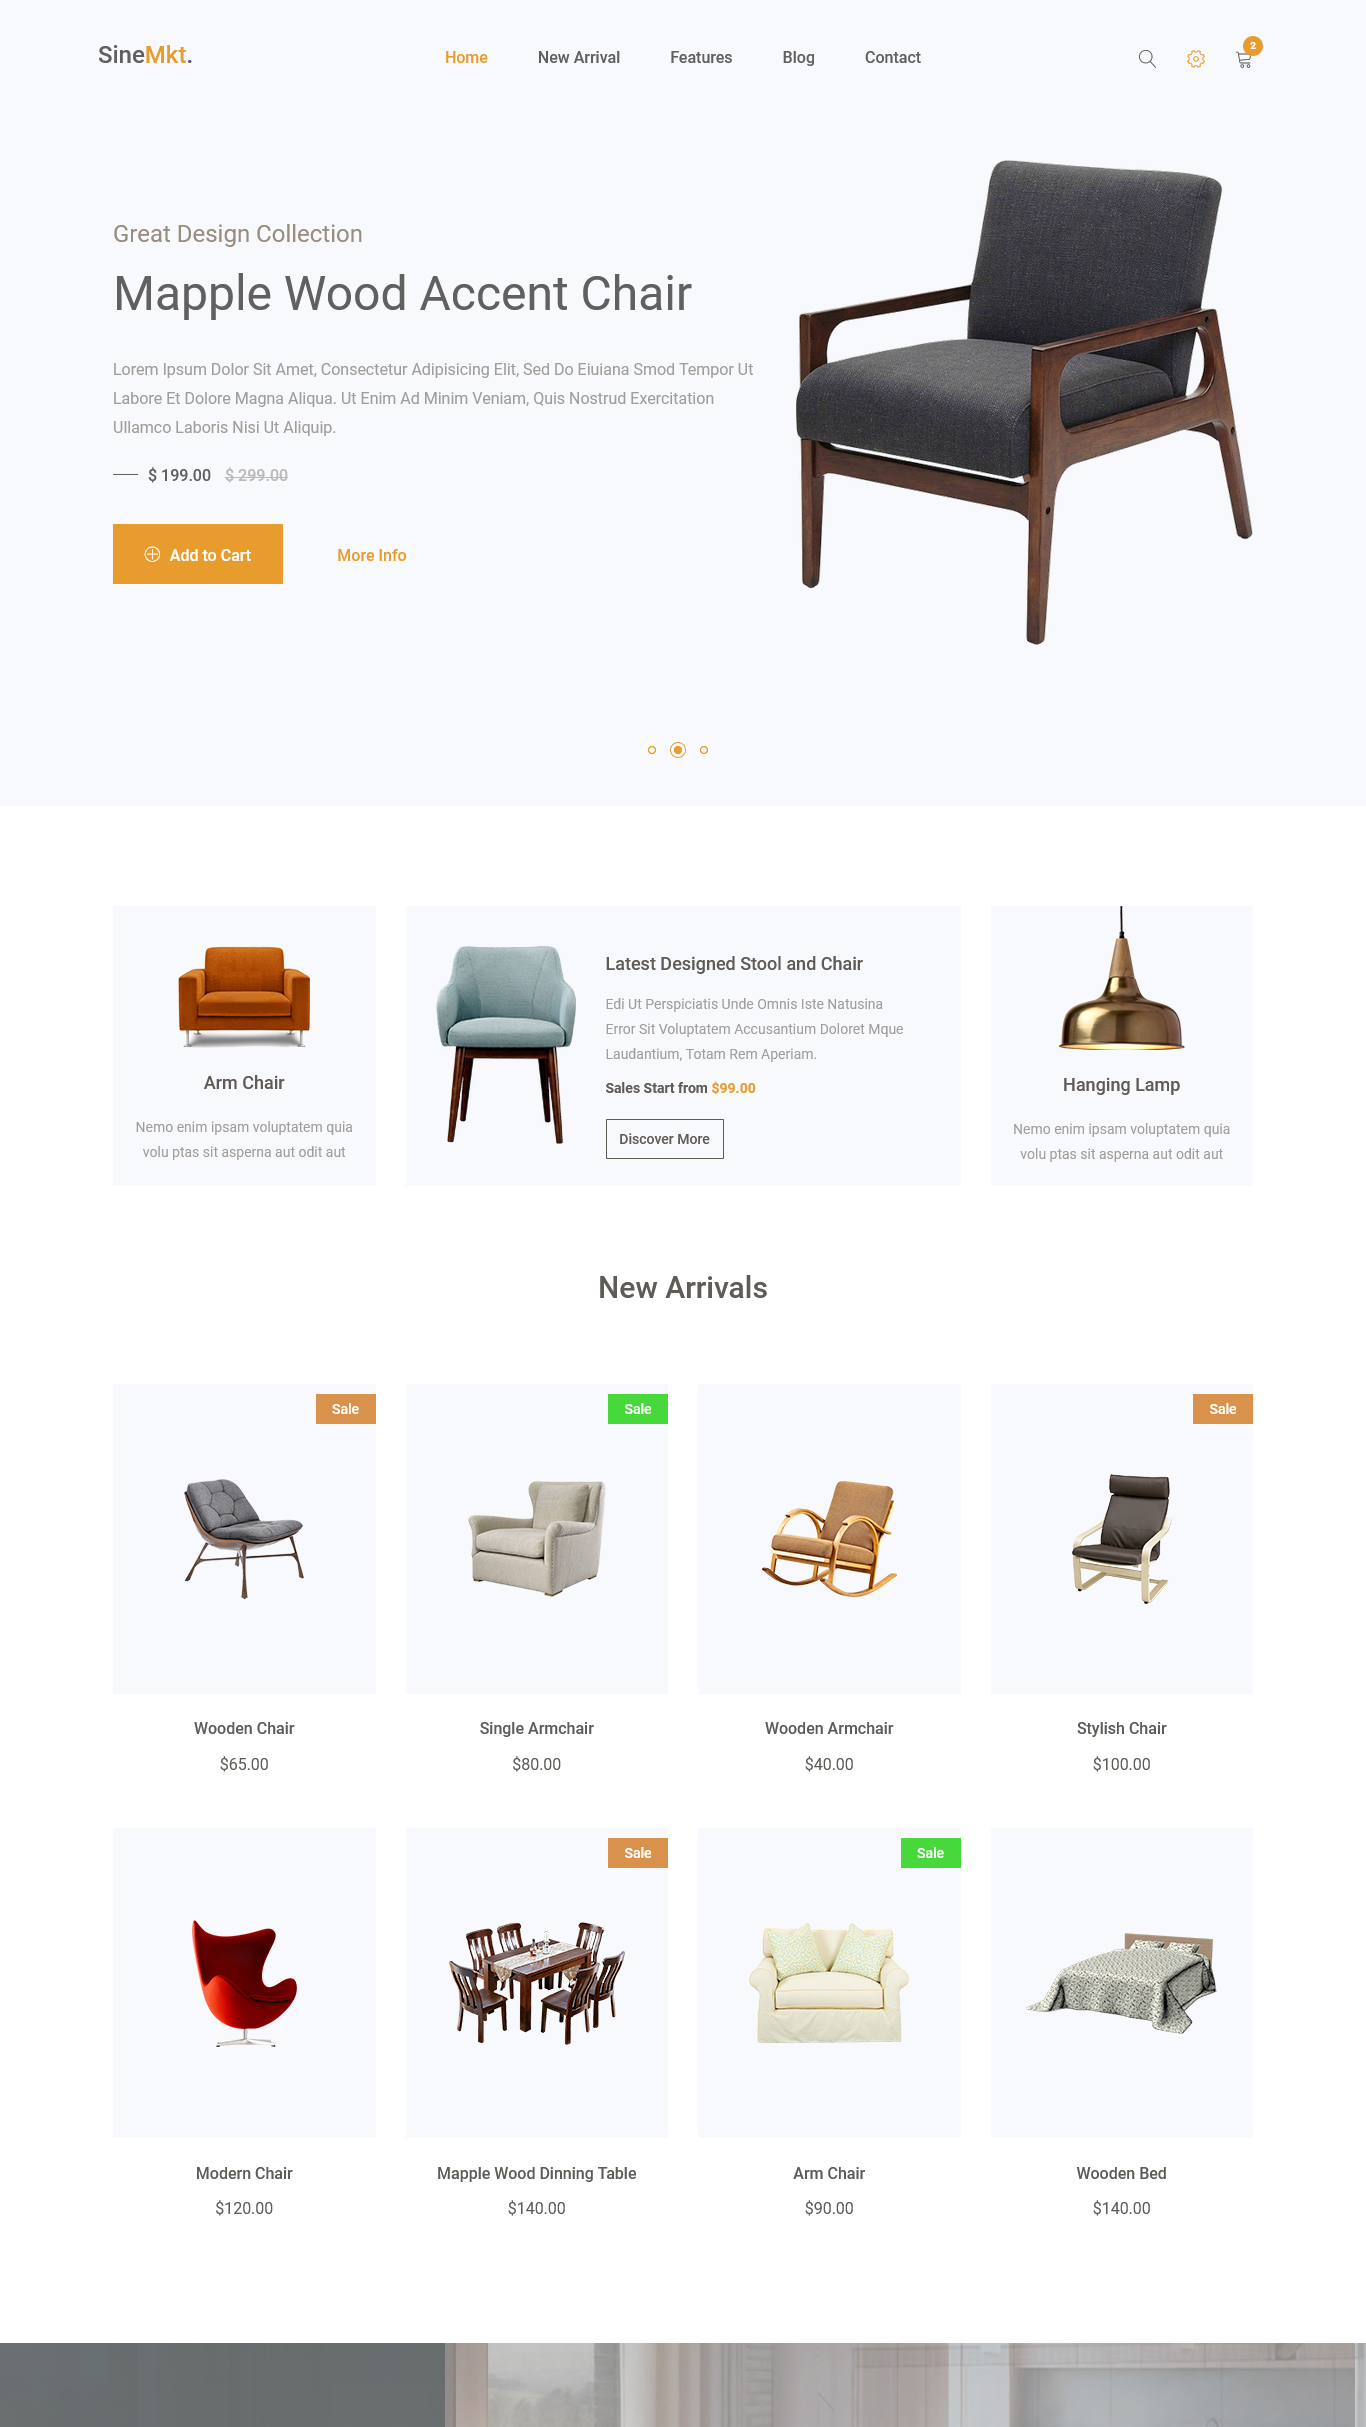 SineMkt.
Home New Arrival Features Blog Contact
2
Great Design Collection
Mapple Wood Accent Chair
Lorem Ipsum Dolor Sit Amet, Consectetur Adipisicing Elit, Sed Do Eiuiana Smod Tempor Ut
Labore Et Dolore Magna Aliqua. Ut Enim Ad Minim Veniam, Quis Nostrud Exercitation
Ullamco Laboris Nisi Ut Aliquip.
$ 199.00 $ 299.00
Add to Cart More Info
Arm Chair
Nemo enim ipsam voluptatem quia
volu ptas sit asperna aut odit aut
Latest Designed Stool and Chair
Edi Ut Perspiciatis Unde Omnis Iste Natusina
Error Sit Voluptatem Accusantium Doloret Mque
Laudantium, Totam Rem Aperiam.
Sales Start from $99.00
Discover More
Hanging Lamp
Nemo enim ipsam voluptatem quia
volu ptas sit asperna aut odit aut
New Arrivals
Sale
Wooden Chair
$65.00
Sale
Single Armchair
$80.00
Wooden Armchair
$40.00
Sale
Stylish Chair
$100.00
Modern Chair
$120.00
Sale
Mapple Wood Dinning Table
$140.00
Sale
Arm Chair
$90.00
Wooden Bed
$140.00